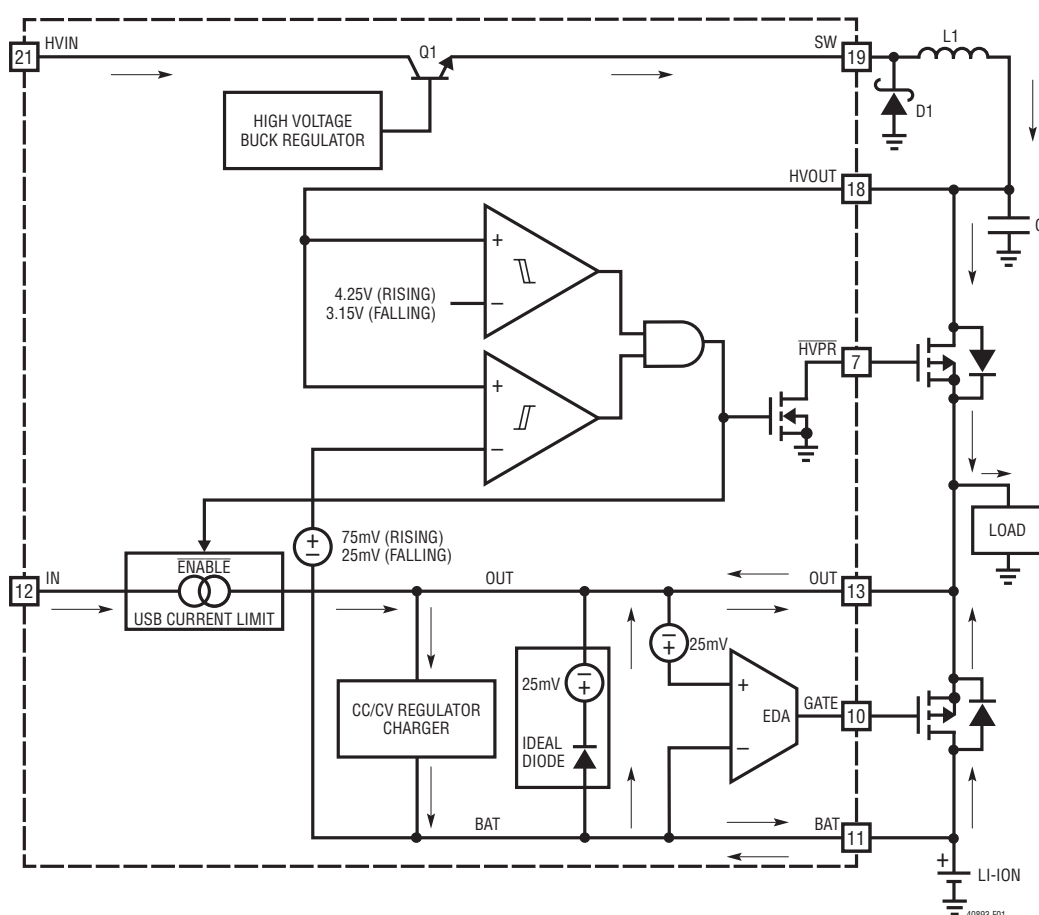 21
HVIN
Q1
SW
19
L1
D1
HIGH VOLTAGE
BUCK REGULATOR
HVOUT
18
C
+
4.25V (RISING)
3.15V (FALLING)
–
HVPR
7
+
–
75mV (RISING)
25mV (FALLING)
+
–
LOAD
12
IN
ENABLE
USB CURRENT LIMIT
OUT
OUT
13
–
+
25mV
25mV
–
+
+
–
EDA
GATE
10
CC/CV REGULATOR
CHARGER
IDEAL
DIODE
BAT
BAT
11
+
LI-ION
40893 F01